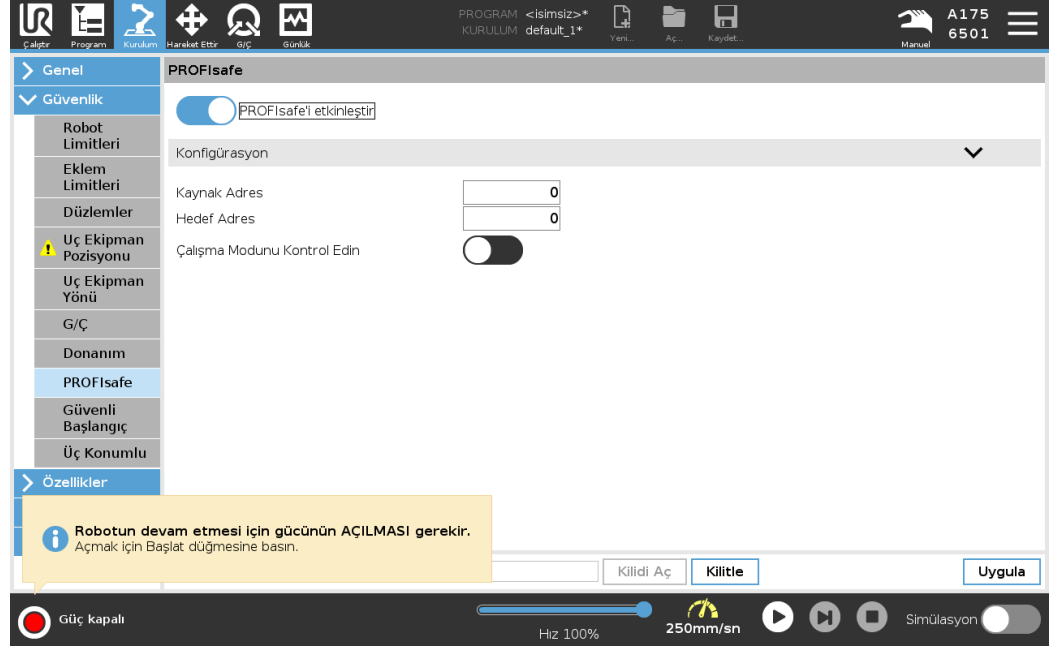 UR
PROGRAM <isimsiz>*
KURULUM default_1*
Çalıştır Program Kurulum Hareket Ettir G/Ç Günlük
Yeni... Aç... Kaydet...
Manuel
A175
6501
Genel
Güvenlik
Robot
Limitleri
Eklem
Limitleri
Düzlemler
Uç Ekipman
Pozisyonu
Uç Ekipman
Yönü
G/Ç
Donanım
PROFIsafe
Güvenli
Başlangıç
Üç Konumlu
Özellikler
PROFIsafe
PROFIsafe'i etkinleştir
Konfigürasyon
Kaynak Adres 0
Hedef Adres 0
Çalışma Modunu Kontrol Edin
Robotun devam etmesi için gücünün AÇILMASI gerekir.
Açmak için Başlat düğmesine basın.
Kilidi Aç Kilitle Uygula
Güç kapalı
Hız 100%
250mm/sn
Simülasyon